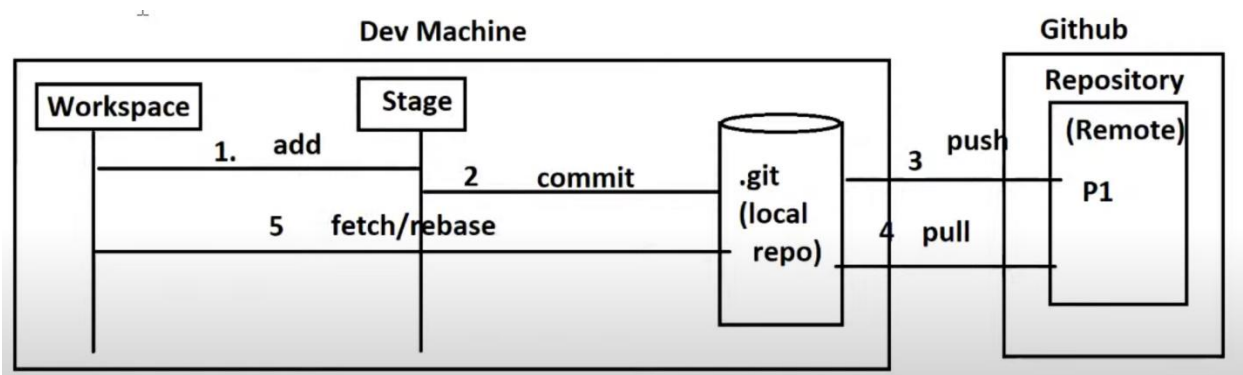 Dev Machine
Github
Workspace
Stage
Repository
(Remote)
P1
1. add
2 commit
.git
(local
repo)
3 push
4 pull
5 fetch/rebase